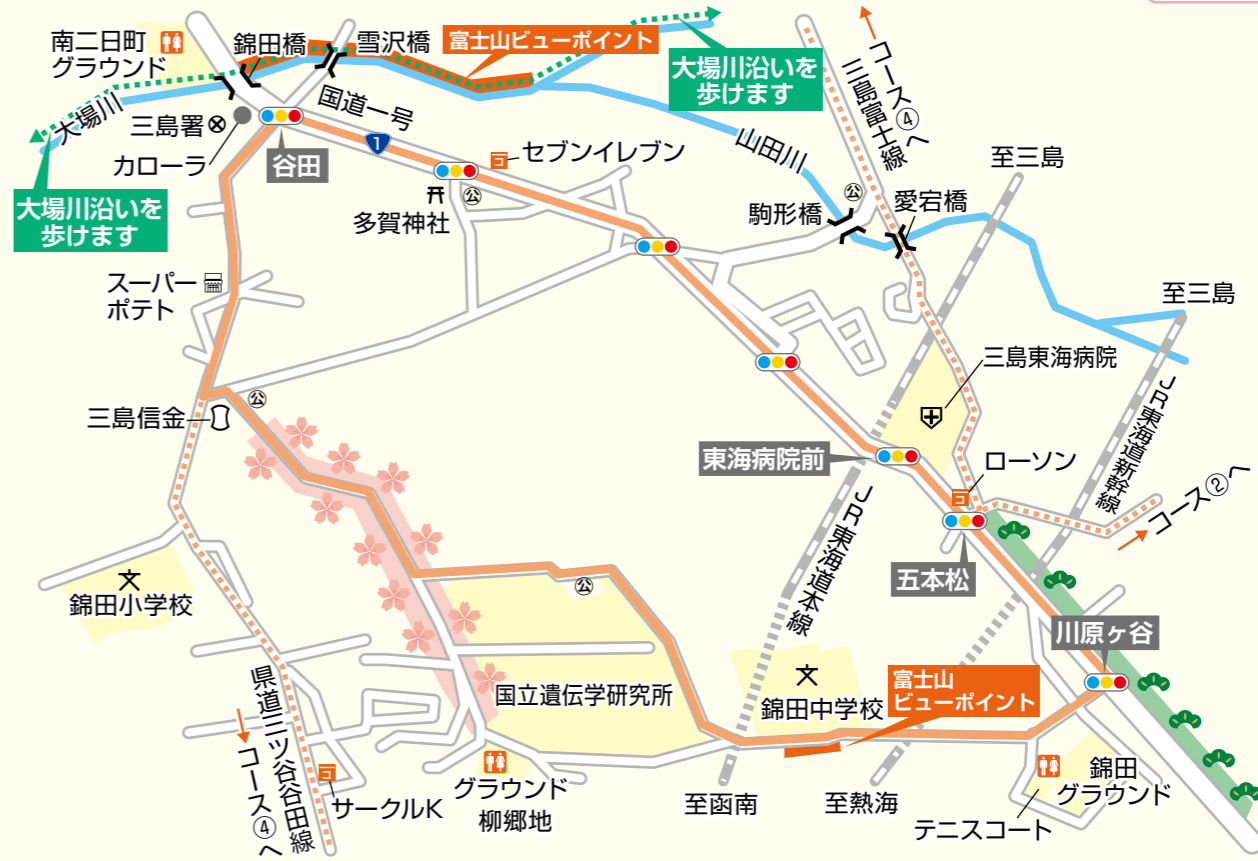 南二日町
グラウンド
錦田橋
雪沢橋
富士山ビューポイント
大場川沿いを
歩けます
コース④へ
三島富士線
大場川
三島署
カローラ
谷田
国道一号
1
セブンイレブン
コ
公
多賀神社
山田川
公
駒形橋
愛宕橋
至三島
至三島
大場川沿いを
歩けます
スーパー
ポテト
三島信金
公
三島東海病院
東海病院前
ローソン
コ
JR東海道新幹線
コース②へ
JR東海道本線
五本松
川原ヶ谷
文
錦田小学校
公
国立遺伝学研究所
文
錦田中学校
富士山
ビューポイント
県道三ツ谷谷田線
コース④へ
コ
サークルK
グラウンド
柳郷地
至函南
至熱海
テニスコート
錦田
グラウンド